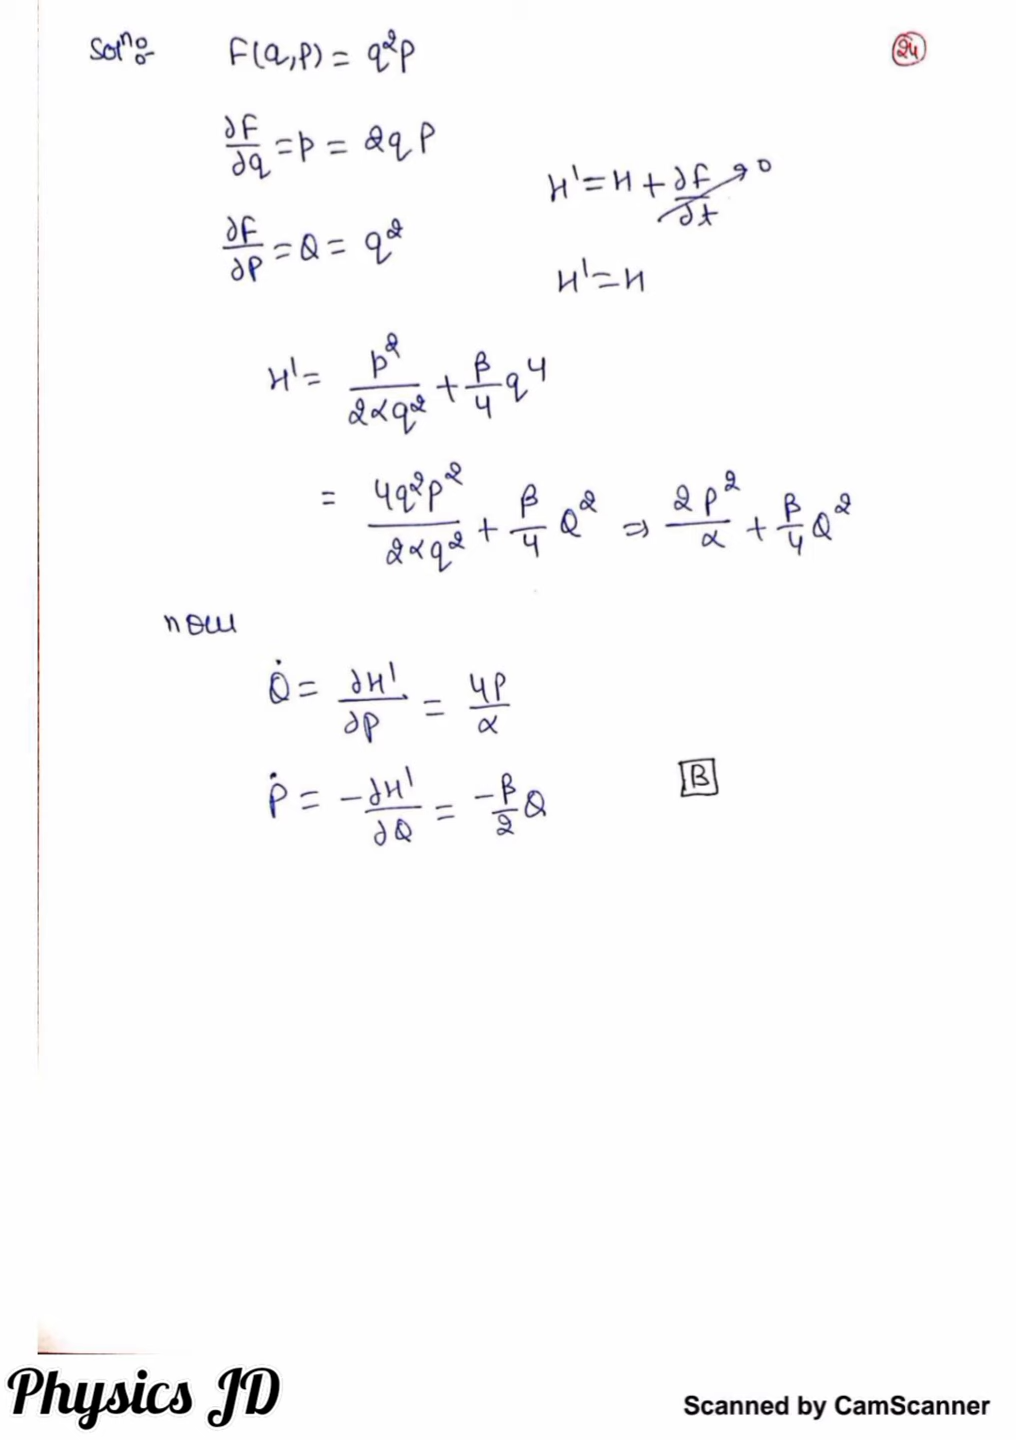 Solⁿ:- F(q,p) = q²p
24
∂F/∂q = p = 2qP
H' = H + ∂F/∂t → 0
∂F/∂P = Q = q²
H' = H
H' = p²/2αq² + β/4 q⁴
= 4q²p²/2αq² + β/4 Q² ⇒ 2p²/α + β/4 Q²
now
Q̇ = ∂H'/∂p = 4P/α
Ṗ = -∂H'/∂Q = -β/2 Q
B
Physics JD
Scanned by CamScanner